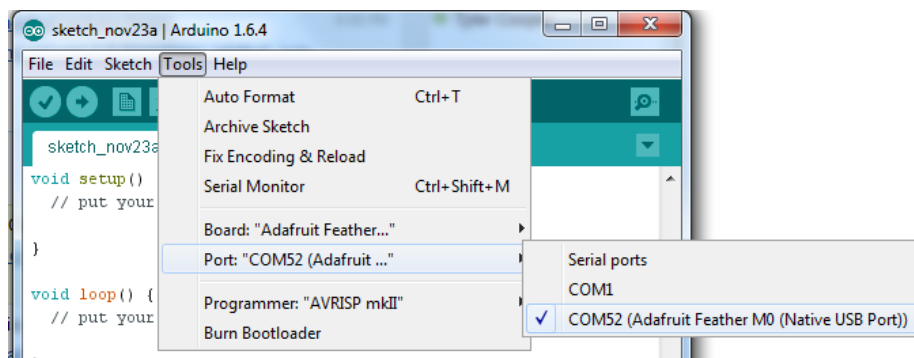 sketch_nov23a | Arduino 1.6.4
File Edit Sketch Tools Help
Auto Format Ctrl+T
Archive Sketch
sketch_nov23a
Fix Encoding & Reload
void setup()
Serial Monitor Ctrl+Shift+M
// put your
Board: "Adafruit Feather..."
}
Port: "COM52 (Adafruit ..."
Serial ports
COM1
void loop() {
Programmer: "AVRISP mkII"
// put your
COM52 (Adafruit Feather M0 (Native USB Port))
Burn Bootloader